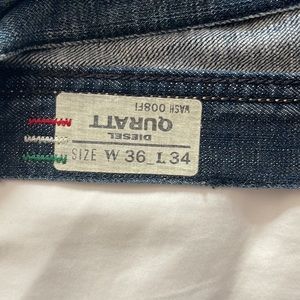 WASH 008FI
DIESEL
QURATT
SIZE W 36 L 34